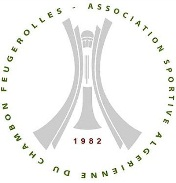 ASSOCIATION SPORTIVE ALGERIENNE DU CHAMBON FEUGEROLLES -
1982